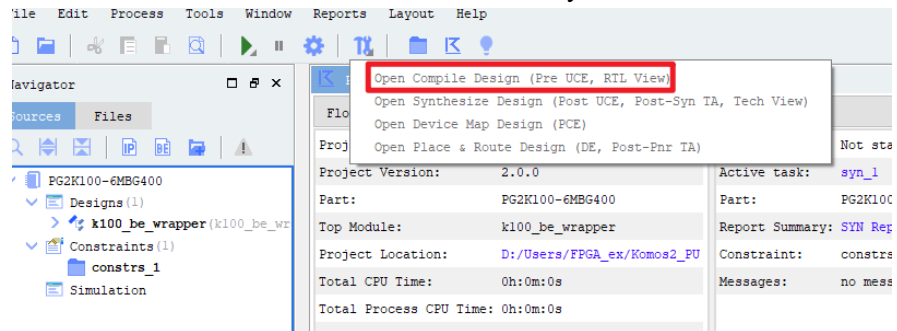 File Edit Process Tools Window Reports Layout Help
Navigator
Sources Files
IP BE
PG2K100-6MBG400
Designs(1)
k100_be_wrapper(k100_be_wr
Constraints(1)
constrs_1
Simulation
Open Compile Design (Pre UCE, RTL View)
Open Synthesize Design (Post UCE, Post-Syn TA, Tech View)
Open Device Map Design (PCE)
Open Place & Route Design (DE, Post-Pnr TA)
Flo
Proj
Not sta
Project Version: 2.0.0 Active task: syn_1
Part: PG2K100-6MBG400 Part: PG2K100
Top Module: k100_be_wrapper Report Summary: SYN Rep
Project Location: D:/Users/FPGA_ex/Komos2_PU Constraint: constrs
Total CPU Time: 0h:0m:0s Messages: no mess
Total Process CPU Time: 0h:0m:0s